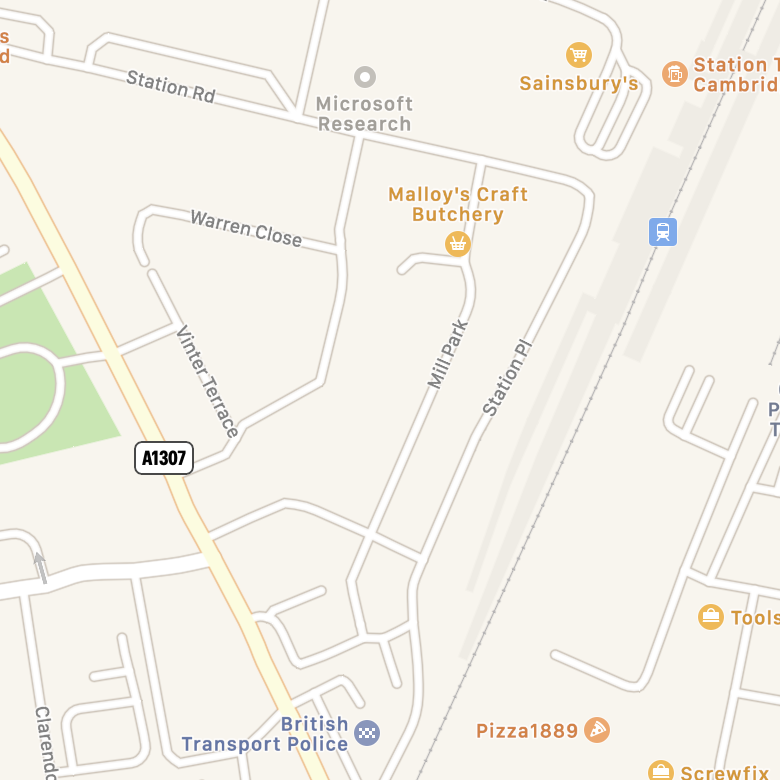 s
d
Station Rd
Microsoft
Research
Sainsbury's
Station T
Cambrid
Malloy's Craft
Butchery
Warren Close
Vinter Terrace
Mill Park
Station Pl
P
T
A1307
Tools
Clarendo
British
Transport Police
Pizza1889
Screwfix